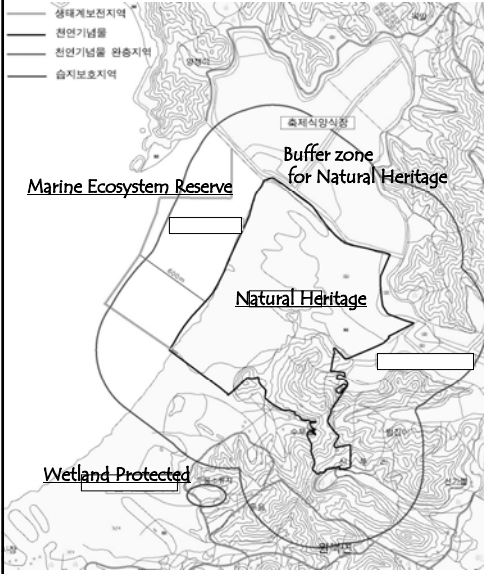 생태계보전지역
천연기념물
천연기념물 완충지역
습지보호지역
축제식양식장
Buffer zone
for Natural Heritage
Marine Ecosystem Reserve
800m
Natural Heritage
Wetland Protected